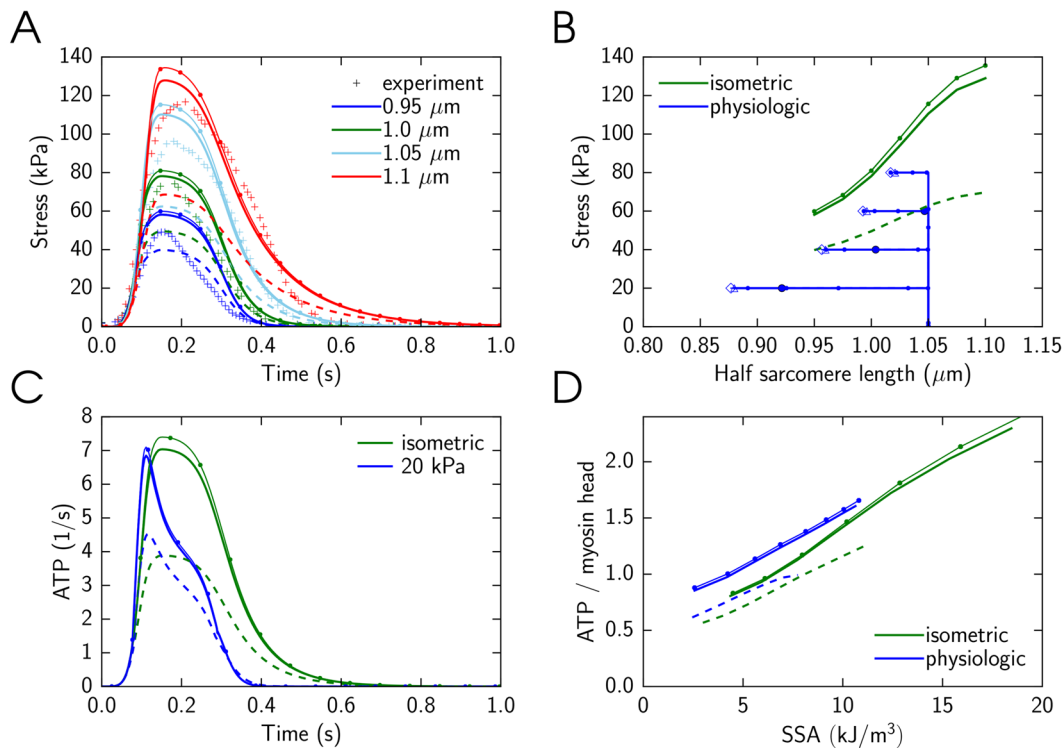 A
140
120
100
80
60
40
20
0
Stress (kPa)
experiment
0.95 μm
1.0 μm
1.05 μm
1.1 μm
0.0 0.2 0.4 0.6 0.8 1.0
Time (s)
B
140
120
100
80
60
40
20
0
Stress (kPa)
isometric
physiologic
0.80 0.85 0.90 0.95 1.00 1.05 1.10 1.15
Half sarcomere length (μm)
C
8
7
6
5
4
3
2
1
0
ATP (1/s)
isometric
20 kPa
0.0 0.2 0.4 0.6 0.8 1.0
Time (s)
D
2.0
1.5
1.0
0.5
0.0
ATP / myosin head
isometric
physiologic
0 5 10 15 20
SSA (kJ/m³)